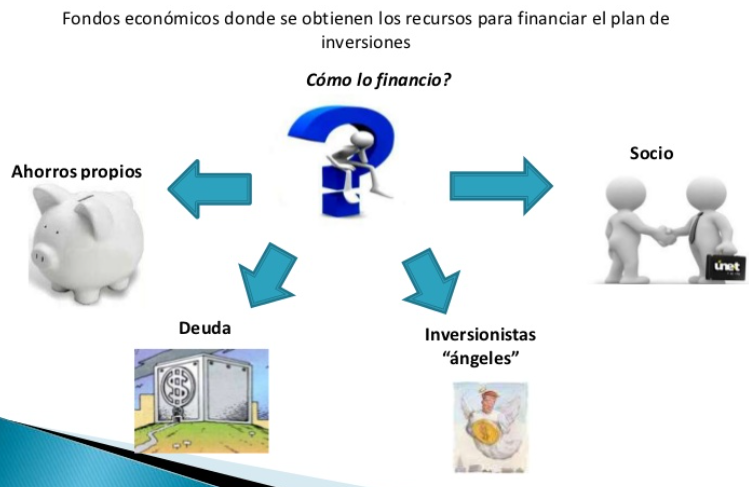 Fondos económicos donde se obtienen los recursos para financiar el plan de
inversiones
Cómo lo financio?
Ahorros propios
Socio
unet
Deuda
Inversionistas
“ángeles”